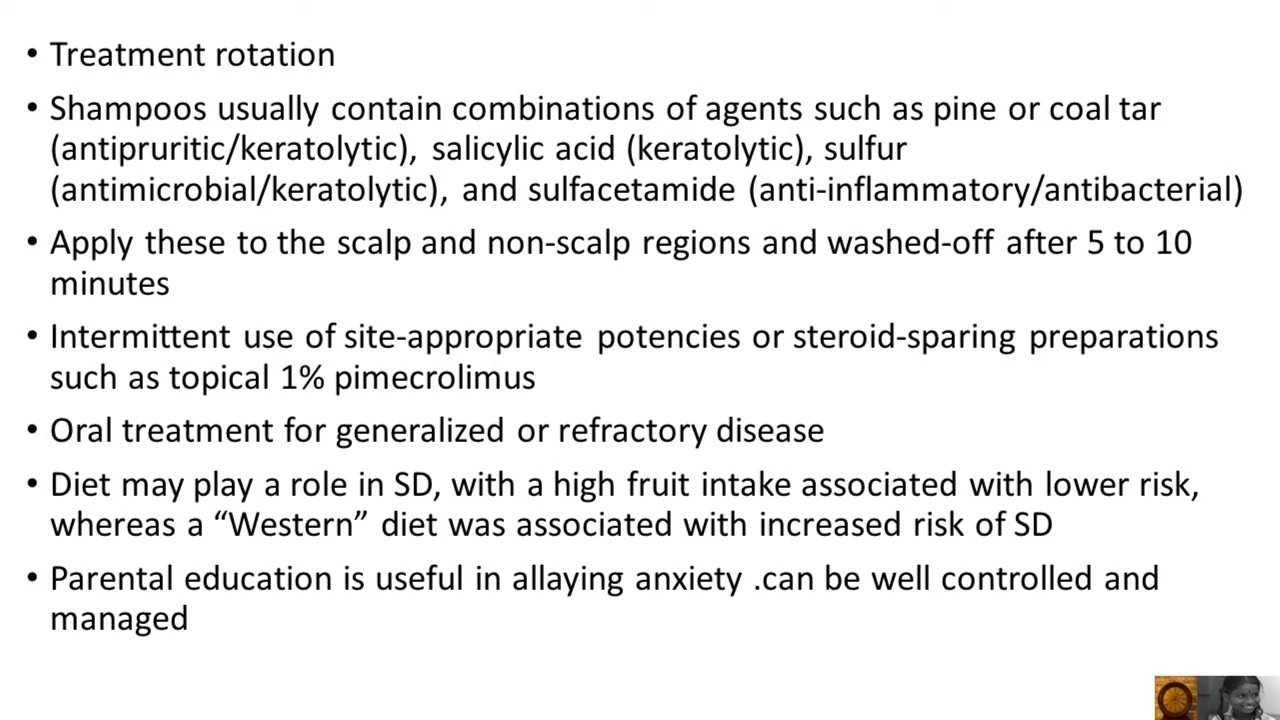 • Treatment rotation
• Shampoos usually contain combinations of agents such as pine or coal tar
(antipruritic/keratolytic), salicylic acid (keratolytic), sulfur
(antimicrobial/keratolytic), and sulfacetamide (anti-inflammatory/antibacterial)
• Apply these to the scalp and non-scalp regions and washed-off after 5 to 10
minutes
• Intermittent use of site-appropriate potencies or steroid-sparing preparations
such as topical 1% pimecrolimus
• Oral treatment for generalized or refractory disease
• Diet may play a role in SD, with a high fruit intake associated with lower risk,
whereas a “Western” diet was associated with increased risk of SD
• Parental education is useful in allaying anxiety .can be well controlled and
managed